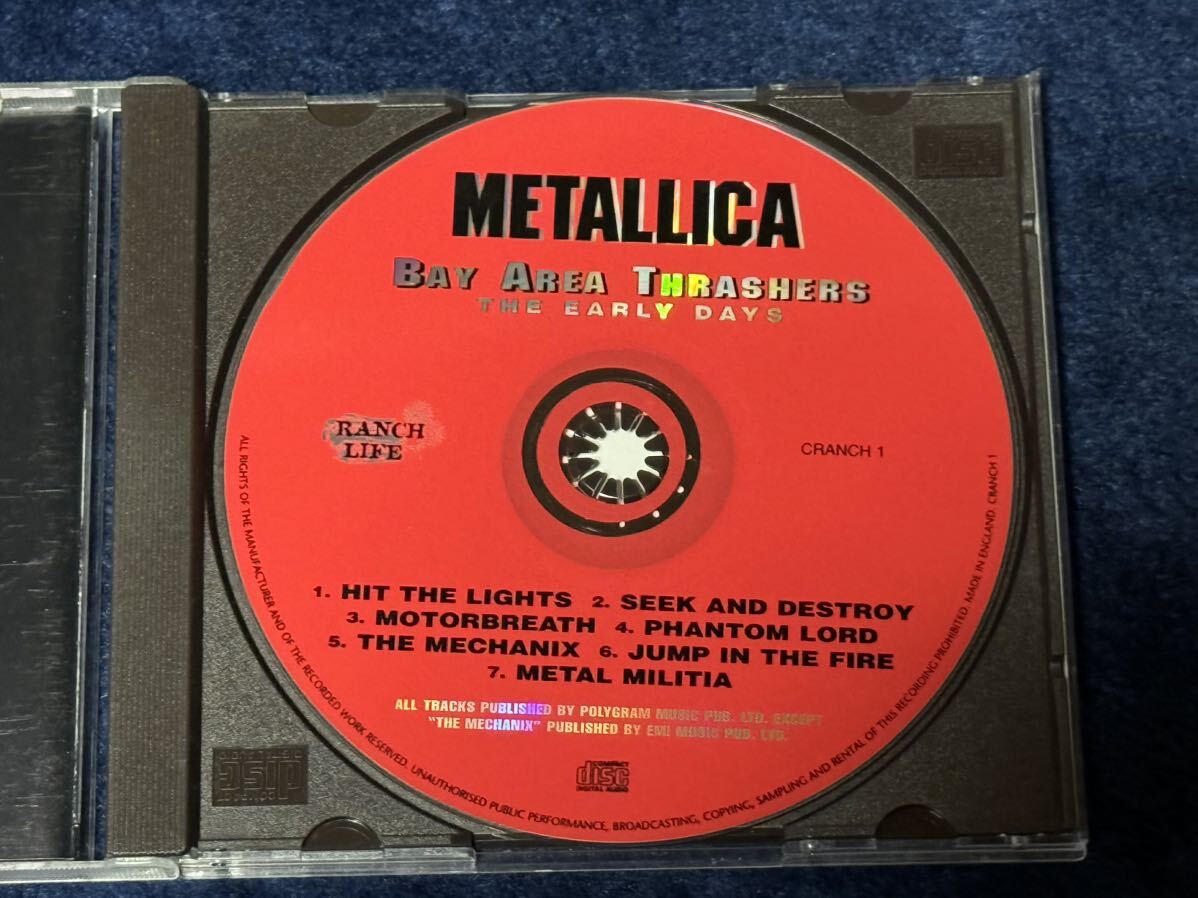 METALLICA
BAY AREA THRASHERS
THE EARLY DAYS
RANCH
LIFE
CRANCH 1
1. HIT THE LIGHTS 2. SEEK AND DESTROY
3. MOTORBREATH 4. PHANTOM LORD
5. THE MECHANIX 6. JUMP IN THE FIRE
7. METAL MILITIA
ALL TRACKS PUBLISHED BY POLYGRAM MUSIC PUB. LTD. EXCEPT
"THE MECHANIX" PUBLISHED BY EMI MUSIC PUB. LTD.
COMPACT
disc
DIGITAL AUDIO
ALL RIGHTS OF THE MANUFACTURER AND OF THE RECORDED WORK RESERVED. UNAUTHORISED PUBLIC PERFORMANCE, BROADCASTING, COPYING, SAMPLING AND RENTAL OF THIS RECORDING PROHIBITED. MADE IN ENGLAND. CRANCH 1
disc
disc